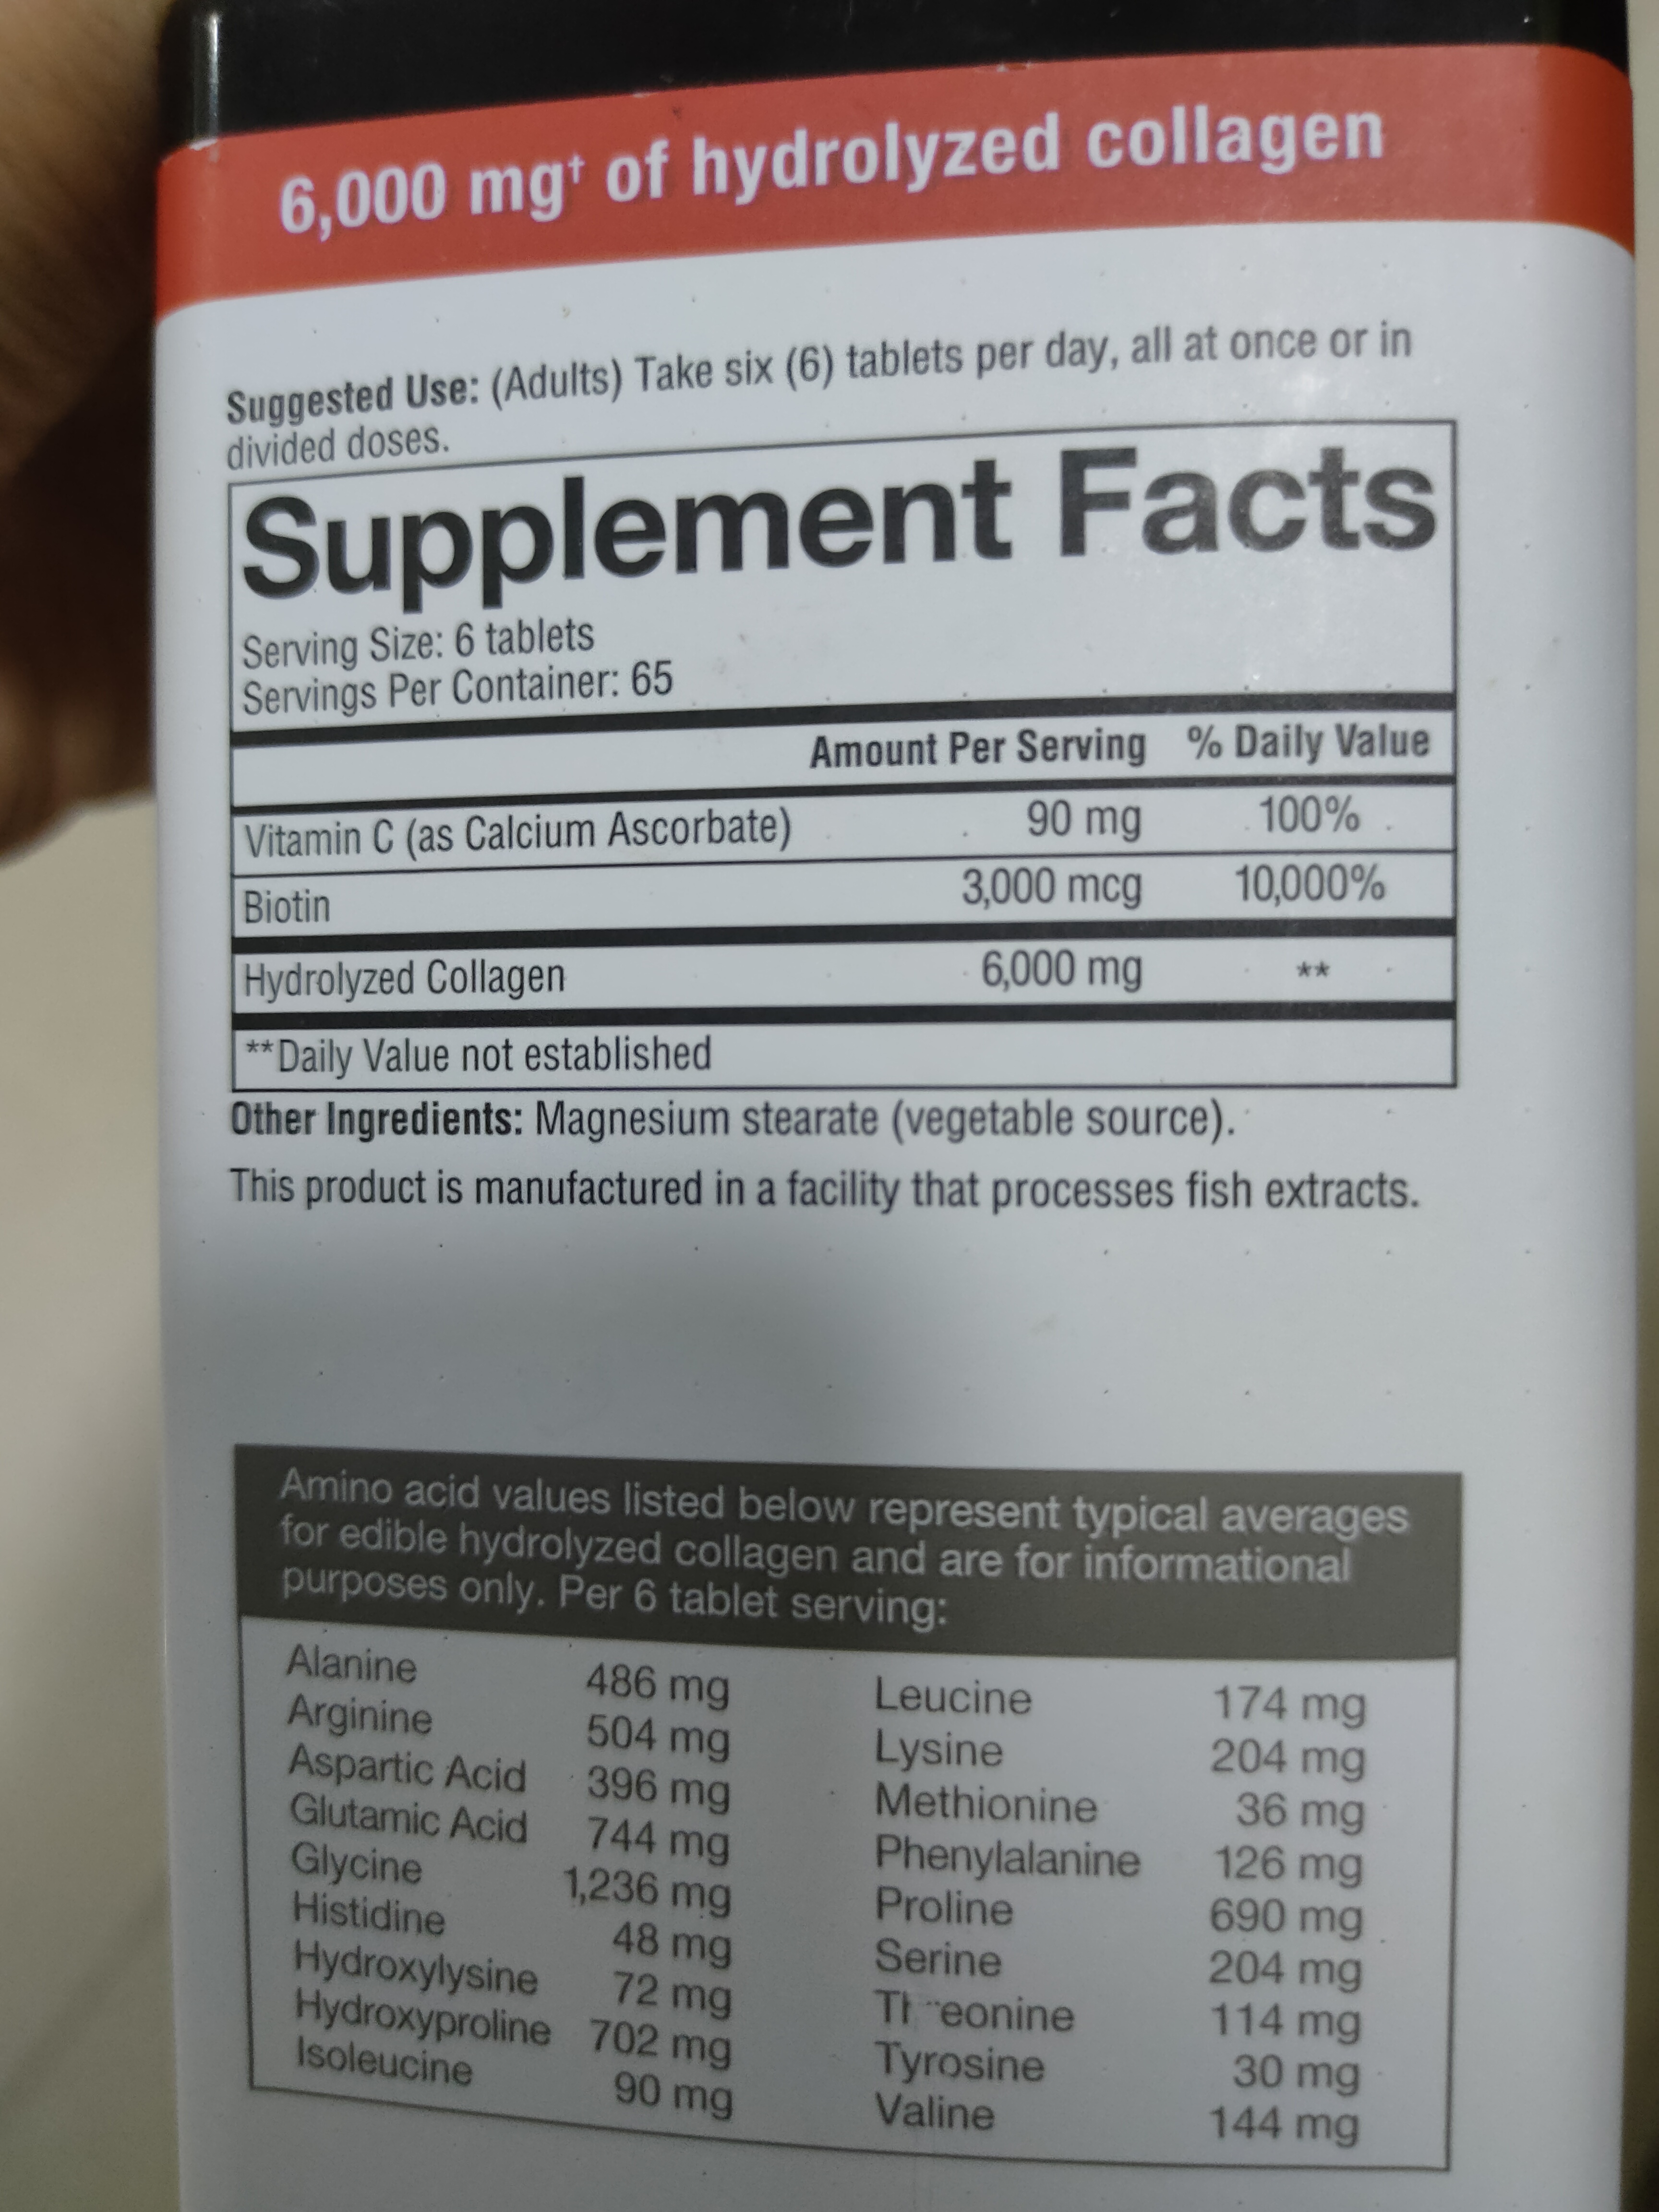 6,000 mg† of hydrolyzed collagen
Suggested Use: (Adults) Take six (6) tablets per day, all at once or in
divided doses.
Supplement Facts
Serving Size: 6 tablets
Servings Per Container: 65
Amount Per Serving % Daily Value
Vitamin C (as Calcium Ascorbate) 90 mg 100%
Biotin 3,000 mcg 10,000%
Hydrolyzed Collagen 6,000 mg **
**Daily Value not established
Other Ingredients: Magnesium stearate (vegetable source).
This product is manufactured in a facility that processes fish extracts.
Amino acid values listed below represent typical averages
for edible hydrolyzed collagen and are for informational
purposes only. Per 6 tablet serving:
Alanine 486 mg
Arginine 504 mg
Aspartic Acid 396 mg
Glutamic Acid 744 mg
Glycine 1,236 mg
Histidine 48 mg
Hydroxylysine 72 mg
Hydroxyproline 702 mg
Isoleucine 90 mg
Leucine 174 mg
Lysine 204 mg
Methionine 36 mg
Phenylalanine 126 mg
Proline 690 mg
Serine 204 mg
Threonine 114 mg
Tyrosine 30 mg
Valine 144 mg